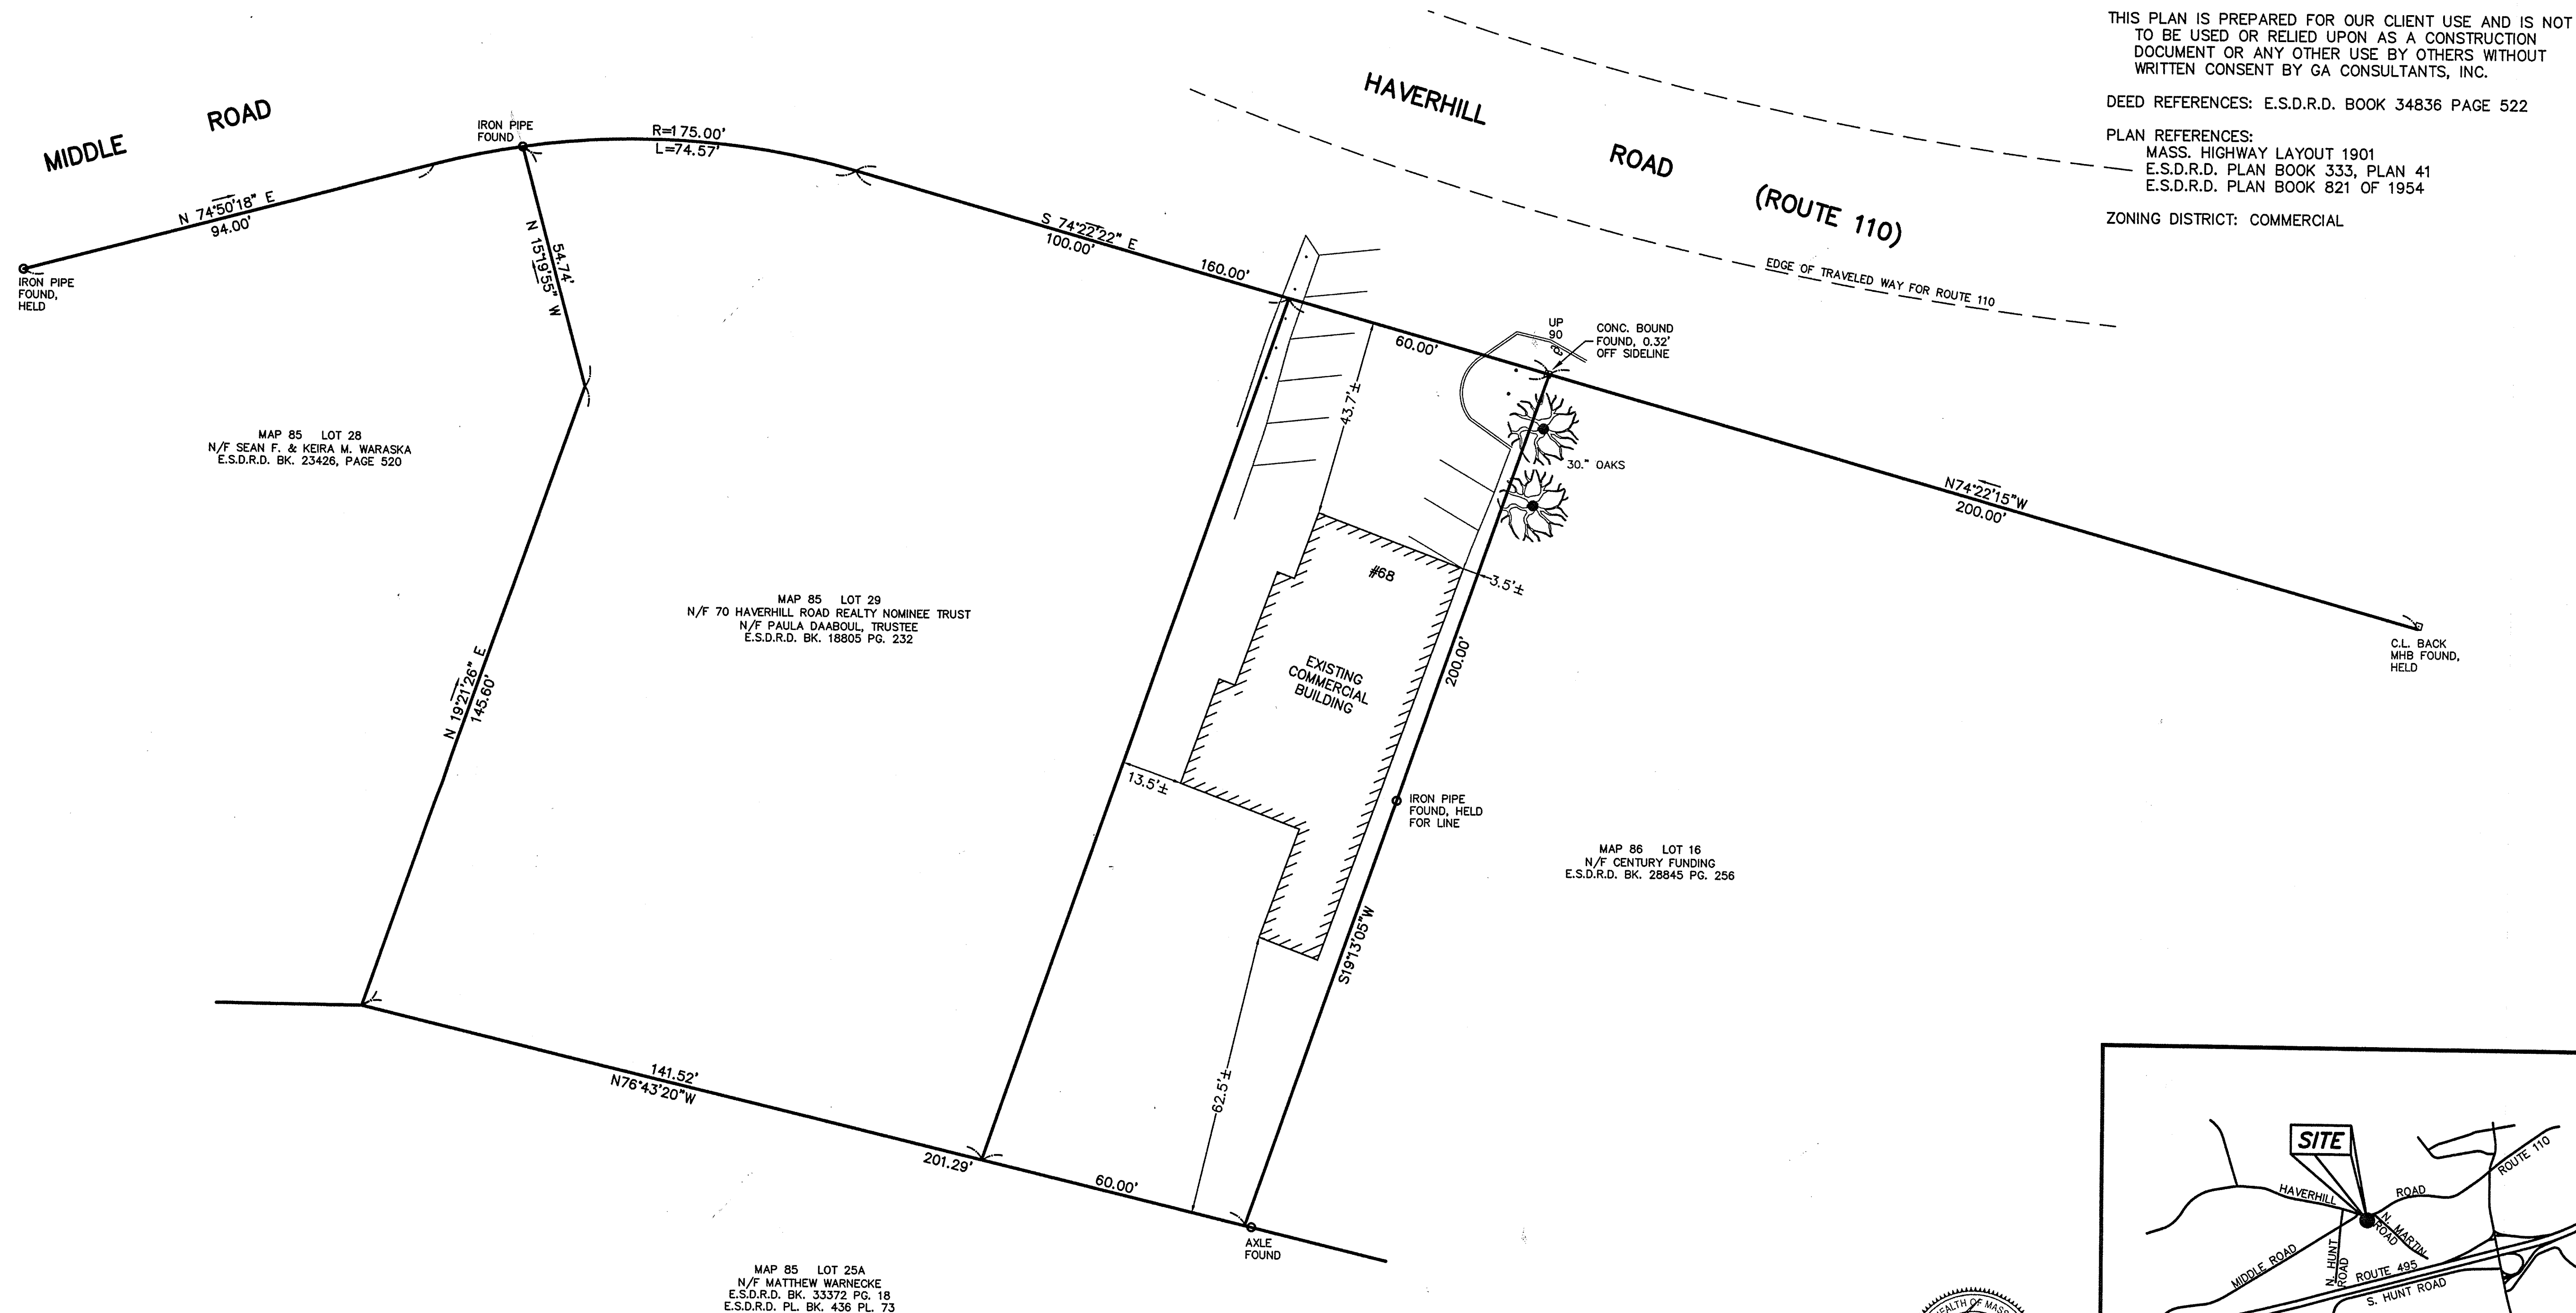 THIS PLAN IS PREPARED FOR OUR CLIENT USE AND IS NOT
TO BE USED OR RELIED UPON AS A CONSTRUCTION
DOCUMENT OR ANY OTHER USE BY OTHERS WITHOUT
WRITTEN CONSENT BY GA CONSULTANTS, INC.
DEED REFERENCES: E.S.D.R.D. BOOK 34836 PAGE 522
PLAN REFERENCES:
MASS. HIGHWAY LAYOUT 1901
E.S.D.R.D. PLAN BOOK 333, PLAN 41
E.S.D.R.D. PLAN BOOK 821 OF 1954
ZONING DISTRICT: COMMERCIAL
MIDDLE ROAD
HAVERHILL ROAD (ROUTE 110)
EDGE OF TRAVELED WAY FOR ROUTE 110
IRON PIPE
FOUND
R=175.00'
L=74.57'
N 74°50'18" E
94.00'
IRON PIPE
FOUND,
HELD
54.74'
N 15°19'55" W
S 74°22'22" E
100.00'
160.00'
60.00'
UP
90
CONC. BOUND
FOUND, 0.32'
OFF SIDELINE
43.7'±
30." OAKS
N74°22'15"W
200.00'
C.L. BACK
MHB FOUND,
HELD
MAP 85 LOT 28
N/F SEAN F. & KEIRA M. WARASKA
E.S.D.R.D. BK. 23426, PAGE 520
MAP 85 LOT 29
N/F 70 HAVERHILL ROAD REALTY NOMINEE TRUST
N/F PAULA DAABOUL, TRUSTEE
E.S.D.R.D. BK. 18805 PG. 232
#68
3.5'±
EXISTING
COMMERCIAL
BUILDING
200.00'
S19°13'05"W
N 19°21'26" E
145.60'
13.5'±
IRON PIPE
FOUND, HELD
FOR LINE
MAP 86 LOT 16
N/F CENTURY FUNDING
E.S.D.R.D. BK. 28845 PG. 256
62.5'±
141.52'
N76°43'20"W
201.29'
60.00'
AXLE
FOUND
MAP 85 LOT 25A
N/F MATTHEW WARNECKE
E.S.D.R.D. BK. 33372 PG. 18
E.S.D.R.D. PL. BK. 436 PL. 73
SITE
HAVERHILL ROAD
ROUTE 110
N. MARTIN
ROAD
MIDDLE ROAD
N. HUNT
ROAD
ROUTE 495
S. HUNT ROAD